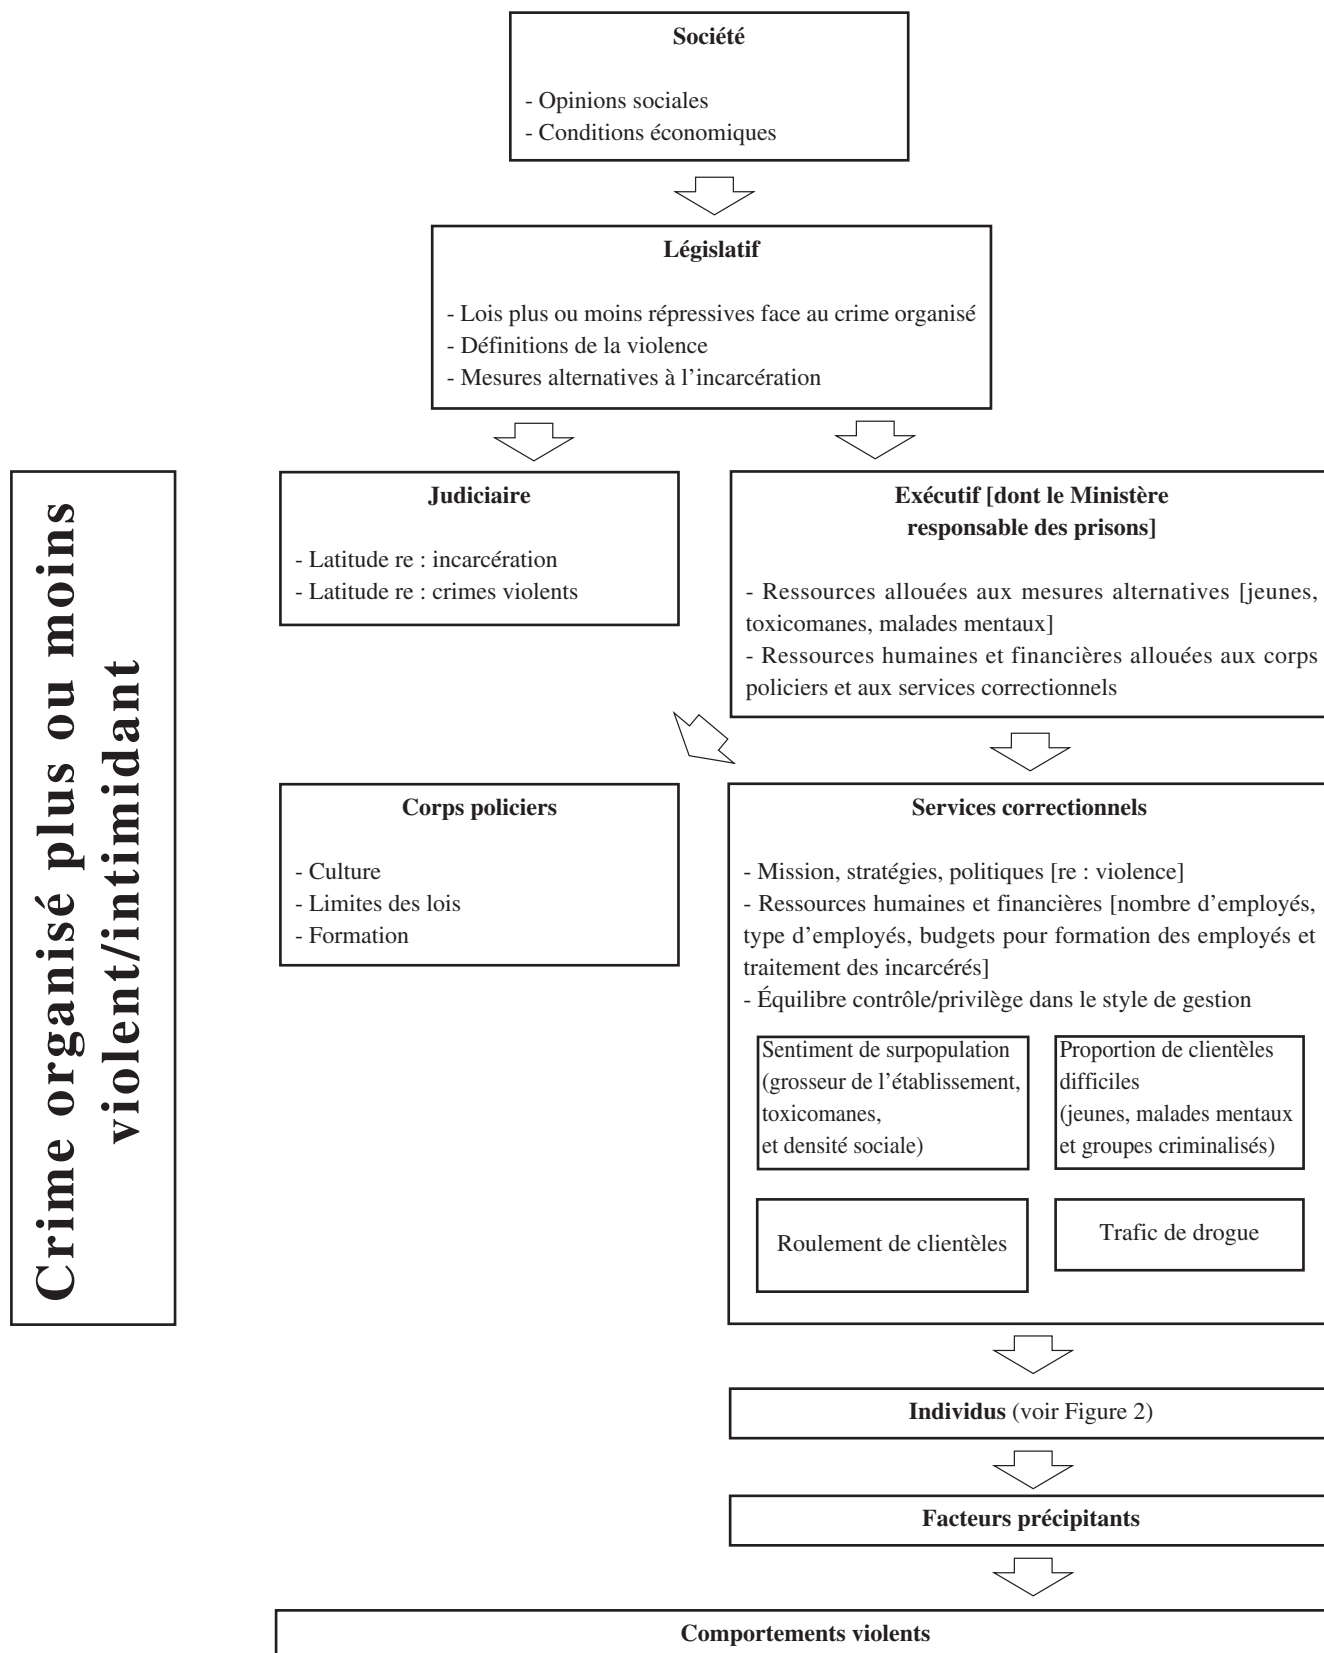 Société
- Opinions sociales
- Conditions économiques
Législatif
- Lois plus ou moins répressives face au crime organisé
- Définitions de la violence
- Mesures alternatives à l'incarcération
Crime organisé plus ou moins
violent/intimidant
Judiciaire
- Latitude re : incarcération
- Latitude re : crimes violents
Exécutif [dont le Ministère
responsable des prisons]
- Ressources allouées aux mesures alternatives [jeunes,
toxicomanes, malades mentaux]
- Ressources humaines et financières allouées aux corps
policiers et aux services correctionnels
Corps policiers
- Culture
- Limites des lois
- Formation
Services correctionnels
- Mission, stratégies, politiques [re : violence]
- Ressources humaines et financières [nombre d'employés,
type d'employés, budgets pour formation des employés et
traitement des incarcérés]
- Équilibre contrôle/privilège dans le style de gestion
Sentiment de surpopulation
(grosseur de l'établissement,
toxicomanes,
et densité sociale)
Proportion de clientèles
difficiles
(jeunes, malades mentaux
et groupes criminalisés)
Roulement de clientèles
Trafic de drogue
Individus (voir Figure 2)
Facteurs précipitants
Comportements violents